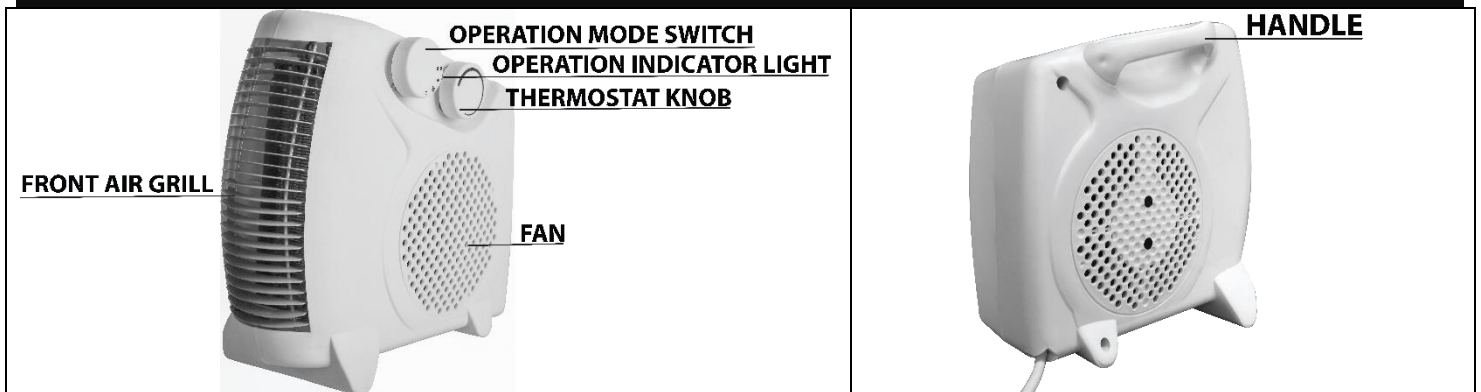 OPERATION MODE SWITCH
OPERATION INDICATOR LIGHT
THERMOSTAT KNOB
FRONT AIR GRILL
FAN
HANDLE